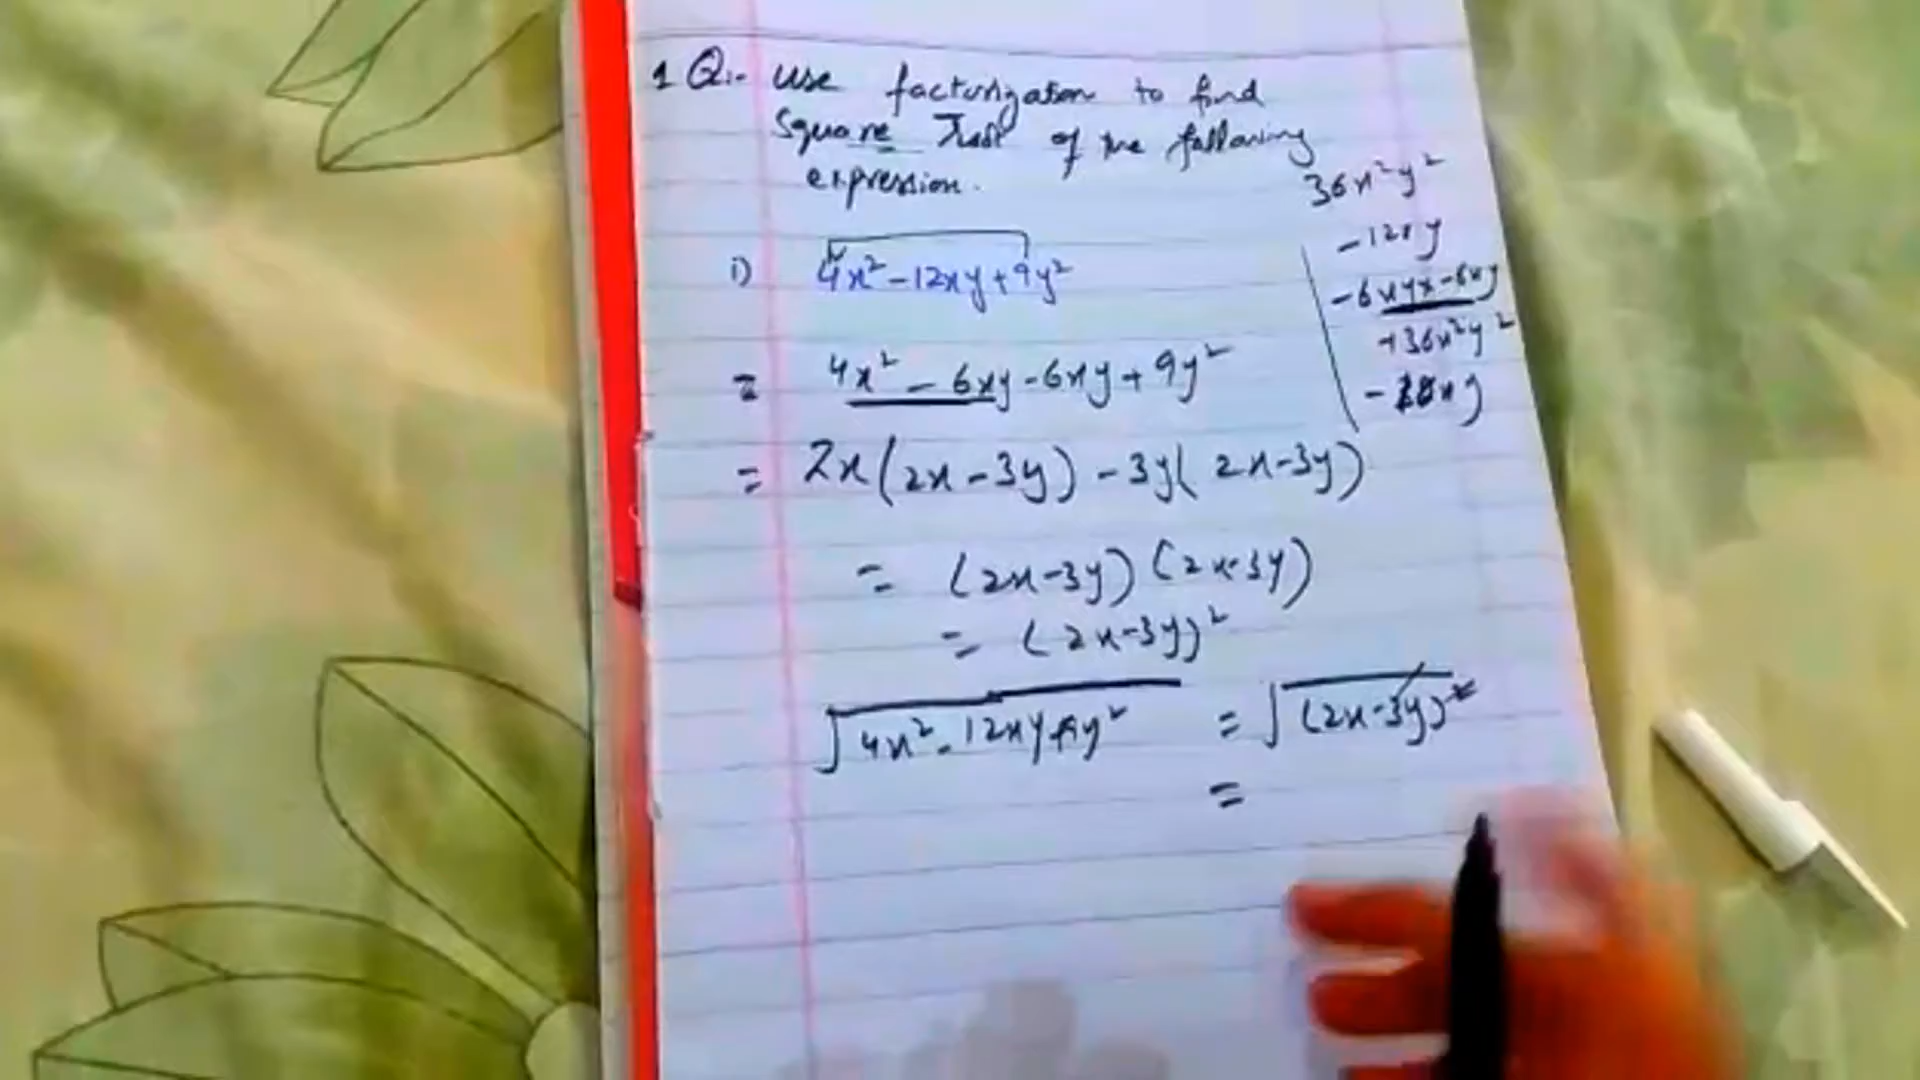 1 Q:- Use factorization to find
Square Root of the following
expression.
i) 4x² - 12xy + 9y²
= 4x² - 6xy - 6xy + 9y²
= 2x(2x - 3y) - 3y(2x - 3y)
= (2x - 3y)(2x - 3y)
= (2x - 3y)²
√4x² - 12xy + 9y² = √(2x - 3y)²
=
36x²y²
- 12xy
- 6xy x - 6xy
+ 36x²y²